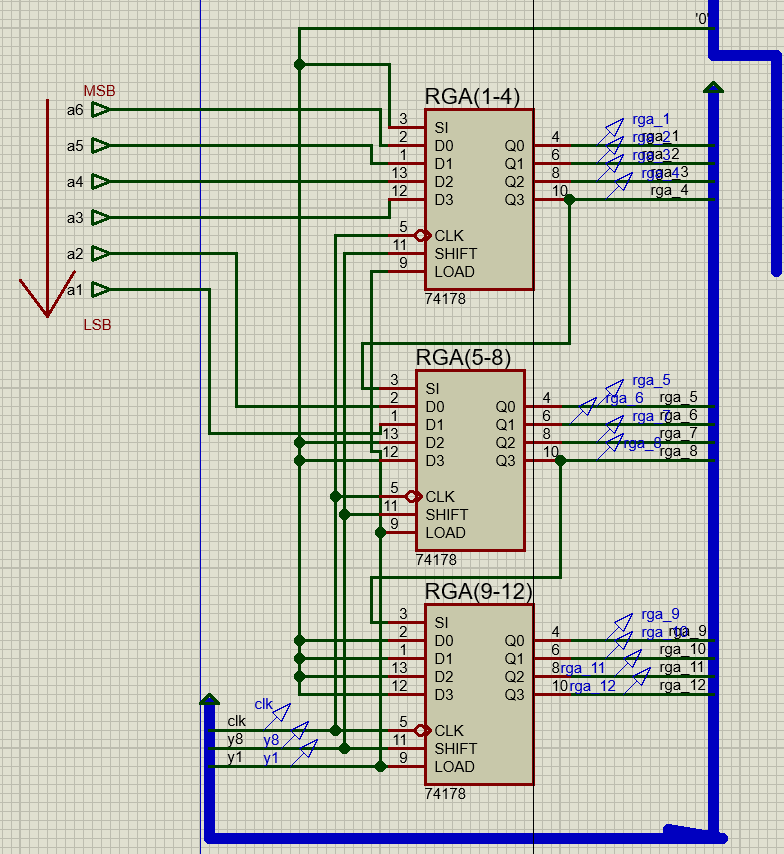 '0'
MSB
a6
a5
a4
a3
a2
a1
LSB
RGA(1-4)
3 SI
2 D0 Q0 4 rga_1 rga_1
1 D1 Q1 6 rga_2 rga_2
13 D2 Q2 8 rga_3 rga_3
12 D3 Q3 10 rga_4 rga_4
5 CLK
11 SHIFT
9 LOAD
74178
RGA(5-8)
3 SI rga_5
2 D0 Q0 4 rga_6 rga_5
1 D1 Q1 6 rga_7 rga_6
13 D2 Q2 8 rga_8 rga_7
12 D3 Q3 10 rga_8
5 CLK
11 SHIFT
9 LOAD
74178
RGA(9-12)
3 SI rga_9
2 D0 Q0 4 rga_10 rga_9
1 D1 Q1 6 rga_10
13 D2 Q2 8 rga_11 rga_11
12 D3 Q3 10 rga_12 rga_12
clk clk 5 CLK
y8 y8 11 SHIFT
y1 y1 9 LOAD
74178